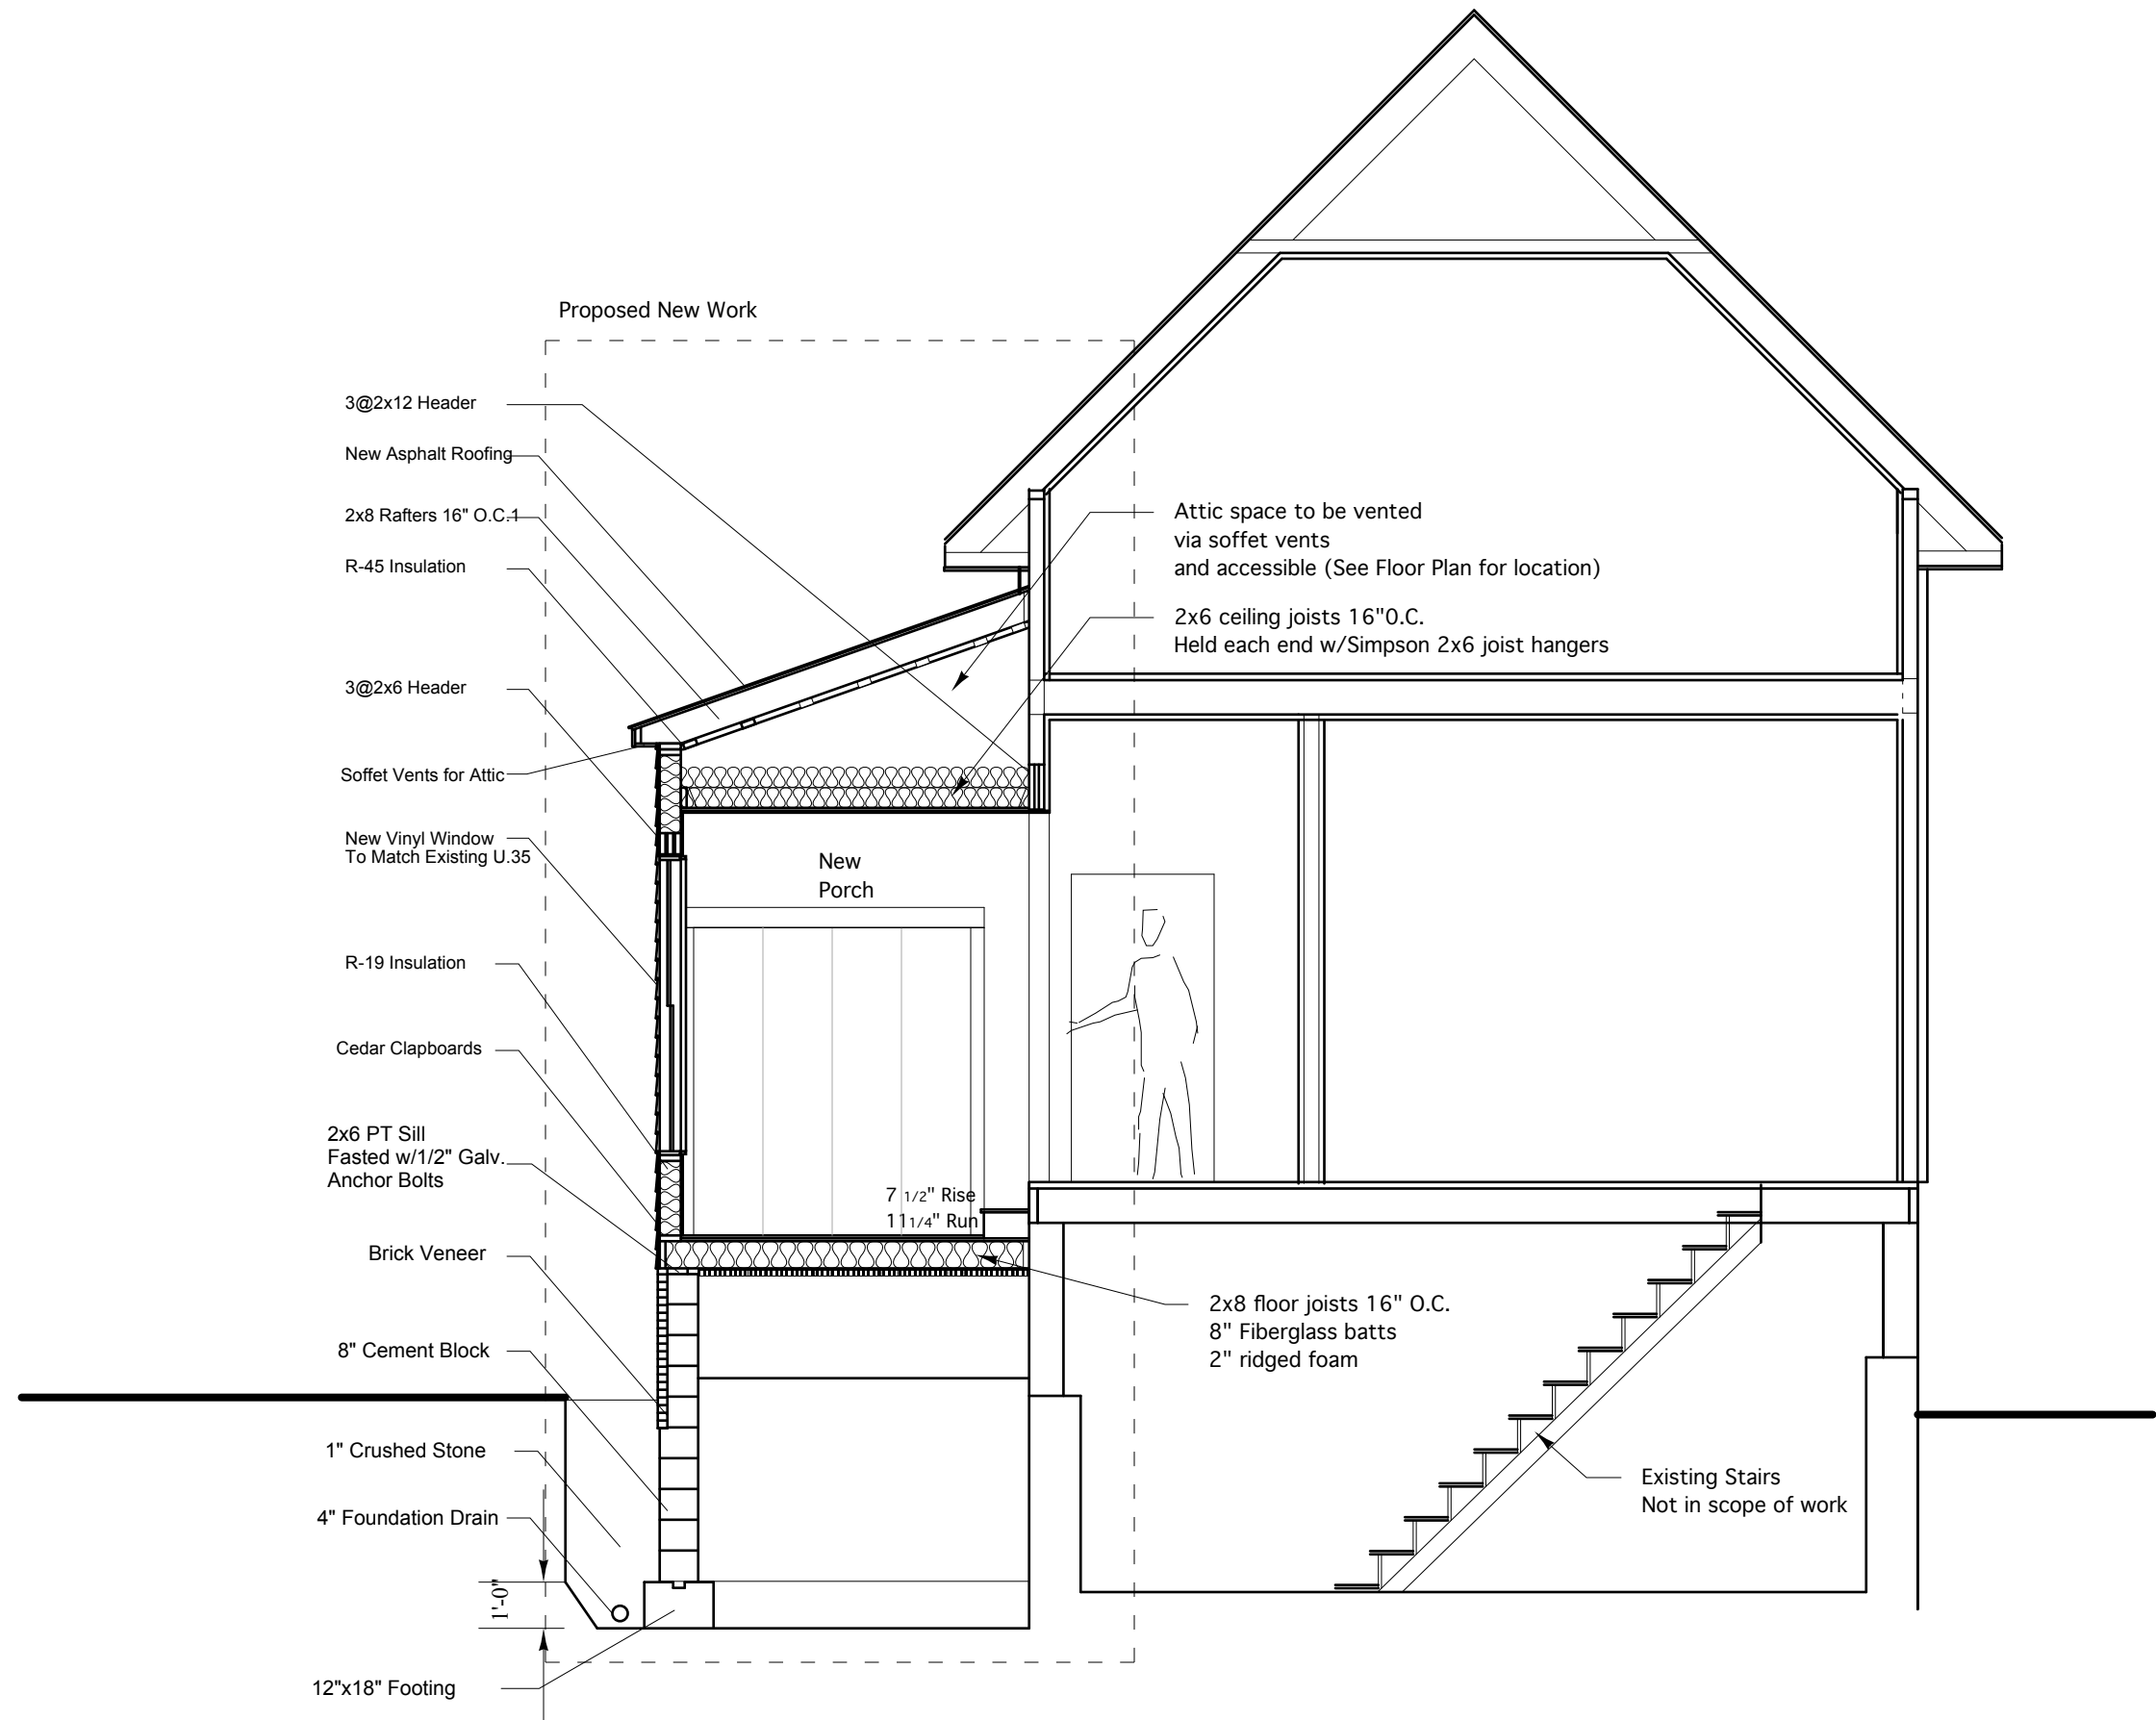 Proposed New Work
3@2x12 Header
New Asphalt Roofing
2x8 Rafters 16" O.C.1
R-45 Insulation
3@2x6 Header
Soffet Vents for Attic
New Vinyl Window
To Match Existing U.35
R-19 Insulation
Cedar Clapboards
2x6 PT Sill
Fasted w/1/2" Galv.
Anchor Bolts
Brick Veneer
8" Cement Block
1" Crushed Stone
4" Foundation Drain
1'-0"
12"x18" Footing
Attic space to be vented
via soffet vents
and accessible (See Floor Plan for location)
2x6 ceiling joists 16"O.C.
Held each end w/Simpson 2x6 joist hangers
New
Porch
7 1/2" Rise
11 1/4" Run
2x8 floor joists 16" O.C.
8" Fiberglass batts
2" ridged foam
Existing Stairs
Not in scope of work